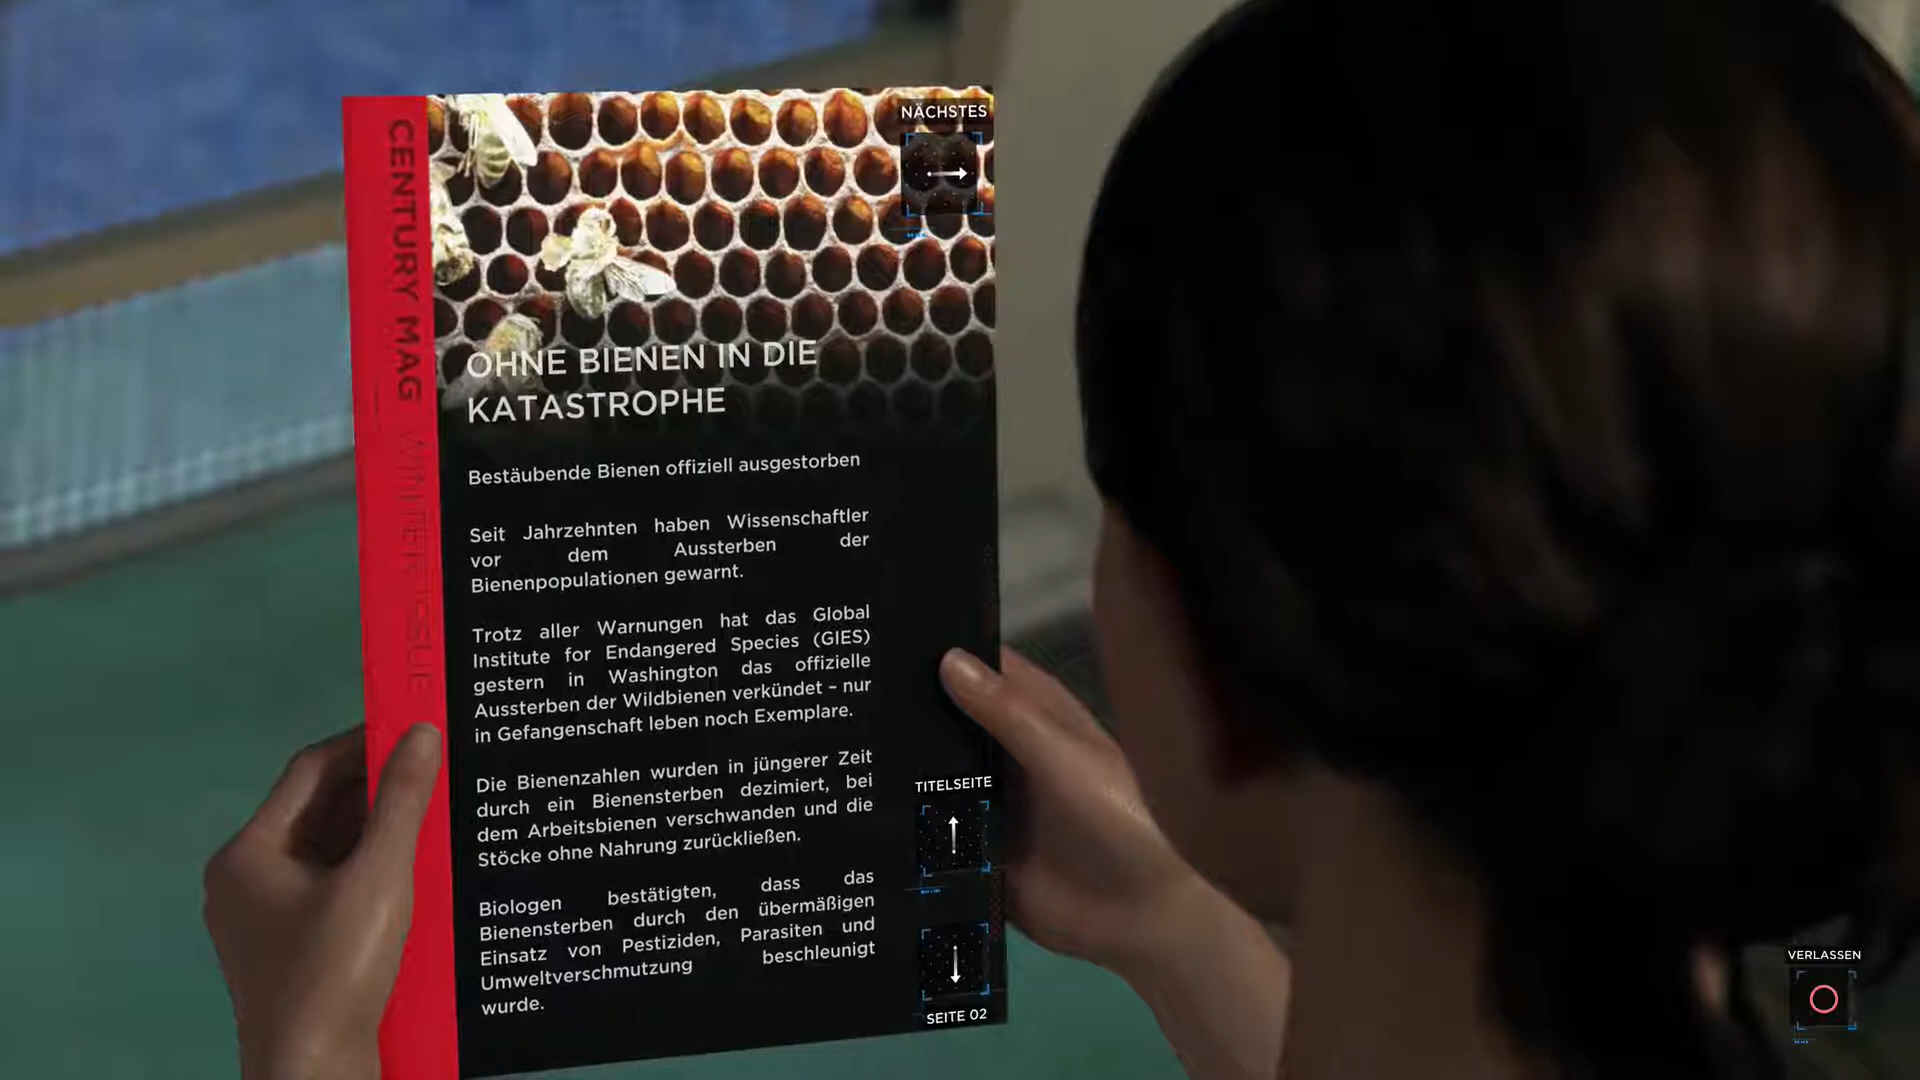 CENTURY MAG WINTER ISSUE
NÄCHSTES
OHNE BIENEN IN DIE
KATASTROPHE
Bestäubende Bienen offiziell ausgestorben
Seit Jahrzehnten haben Wissenschaftler
vor dem Aussterben der
Bienenpopulationen gewarnt.
Trotz aller Warnungen hat das Global
Institute for Endangered Species (GIES)
gestern in Washington das offizielle
Aussterben der Wildbienen verkündet – nur
in Gefangenschaft leben noch Exemplare.
Die Bienenzahlen wurden in jüngerer Zeit
durch ein Bienensterben dezimiert, bei
dem Arbeitsbienen verschwanden und die
Stöcke ohne Nahrung zurückließen.
Biologen bestätigten, dass das
Bienensterben durch den übermäßigen
Einsatz von Pestiziden, Parasiten und
Umweltverschmutzung beschleunigt
wurde.
TITELSEITE
SEITE 02
VERLASSEN